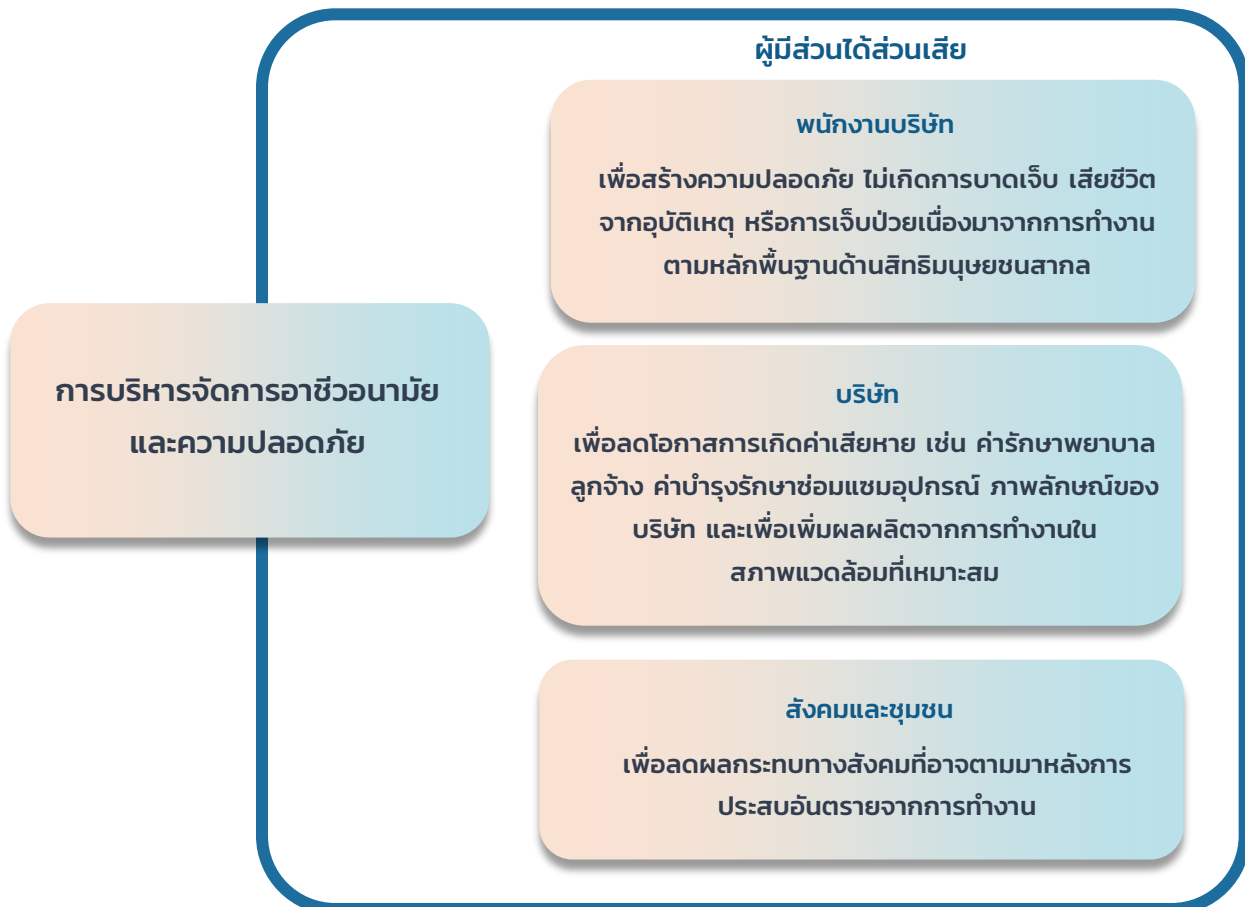 ผู้มีส่วนได้ส่วนเสีย
พนักงานบริษัท
เพื่อสร้างความปลอดภัย ไม่เกิดการบาดเจ็บ เสียชีวิต
จากอุบัติเหตุ หรือการเจ็บป่วยเนื่องมาจากการทำงาน
ตามหลักพื้นฐานด้านสิทธิมนุษยชนสากล
การบริหารจัดการอาชีวอนามัย
และความปลอดภัย
บริษัท
เพื่อลดโอกาสการเกิดค่าเสียหาย เช่น ค่ารักษาพยาบาล
ลูกจ้าง ค่าบำรุงรักษาซ่อมแซมอุปกรณ์ ภาพลักษณ์ของ
บริษัท และเพื่อเพิ่มผลผลิตจากการทำงานใน
สภาพแวดล้อมที่เหมาะสม
สังคมและชุมชน
เพื่อลดผลกระทบทางสังคมที่อาจตามมาหลังการ
ประสบอันตรายจากการทำงาน